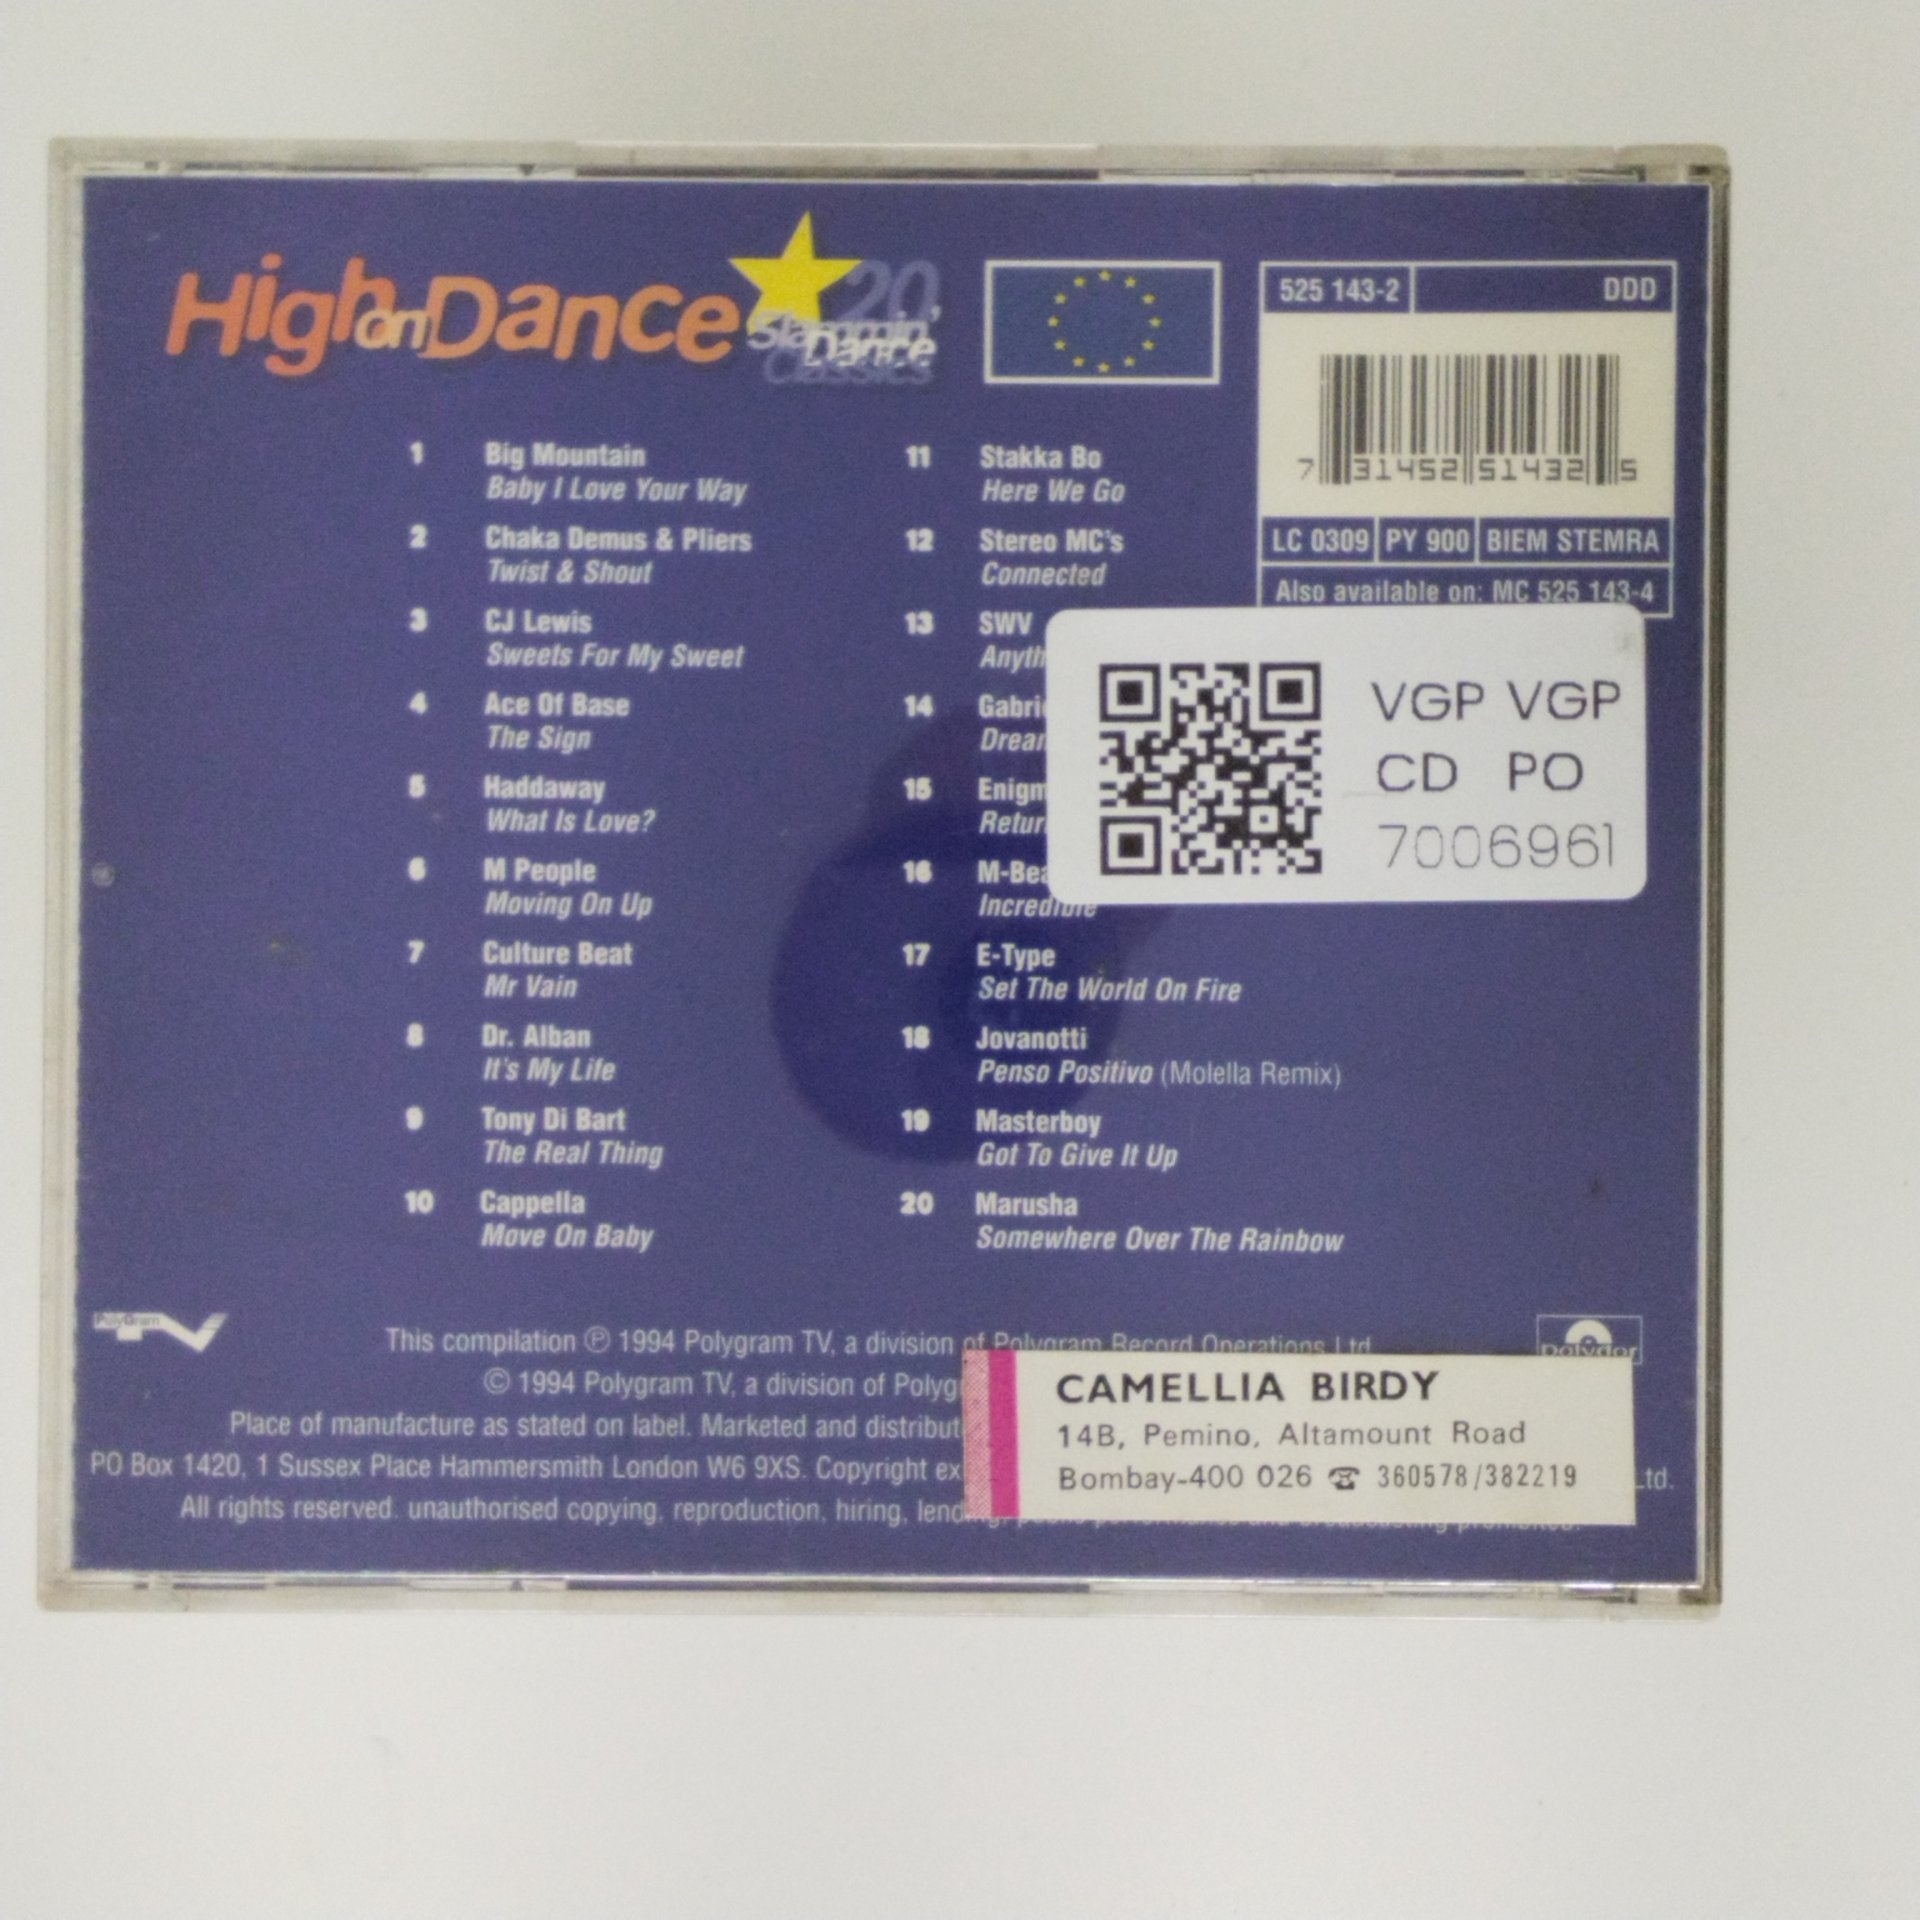 High on Dance
20
Slammin'
Dance
Classics
525 143-2 DDD
7 31452 51432 5
LC 0309 PY 900 BIEM STEMRA
Also available on: MC 525 143-4
1 Big Mountain
Baby I Love Your Way
2 Chaka Demus & Pliers
Twist & Shout
3 CJ Lewis
Sweets For My Sweet
4 Ace Of Base
The Sign
5 Haddaway
What Is Love?
6 M People
Moving On Up
7 Culture Beat
Mr Vain
8 Dr. Alban
It's My Life
9 Tony Di Bart
The Real Thing
10 Cappella
Move On Baby
11 Stakka Bo
Here We Go
12 Stereo MC's
Connected
13 SWV
14
15
16
Incredible
17 E-Type
Set The World On Fire
18 Jovanotti
Penso Positivo (Molella Remix)
19 Masterboy
Got To Give It Up
20 Marusha
Somewhere Over The Rainbow
VGP VGP
CD PO
7006961
PolyGram TV
This compilation ℗ 1994 Polygram TV, a division of Polygram Record Operations Ltd
polydor
© 1994 Polygram TV, a division of
Place of manufacture as stated on label. Marketed and
PO Box 1420, 1 Sussex Place Hammersmith London W6 9XS. Copyright Ltd.
All rights reserved. unauthorised copying, reproduction, hiring, lending,
CAMELLIA BIRDY
14B, Pemino, Altamount Road
Bombay-400 026 ☎ 360578/382219